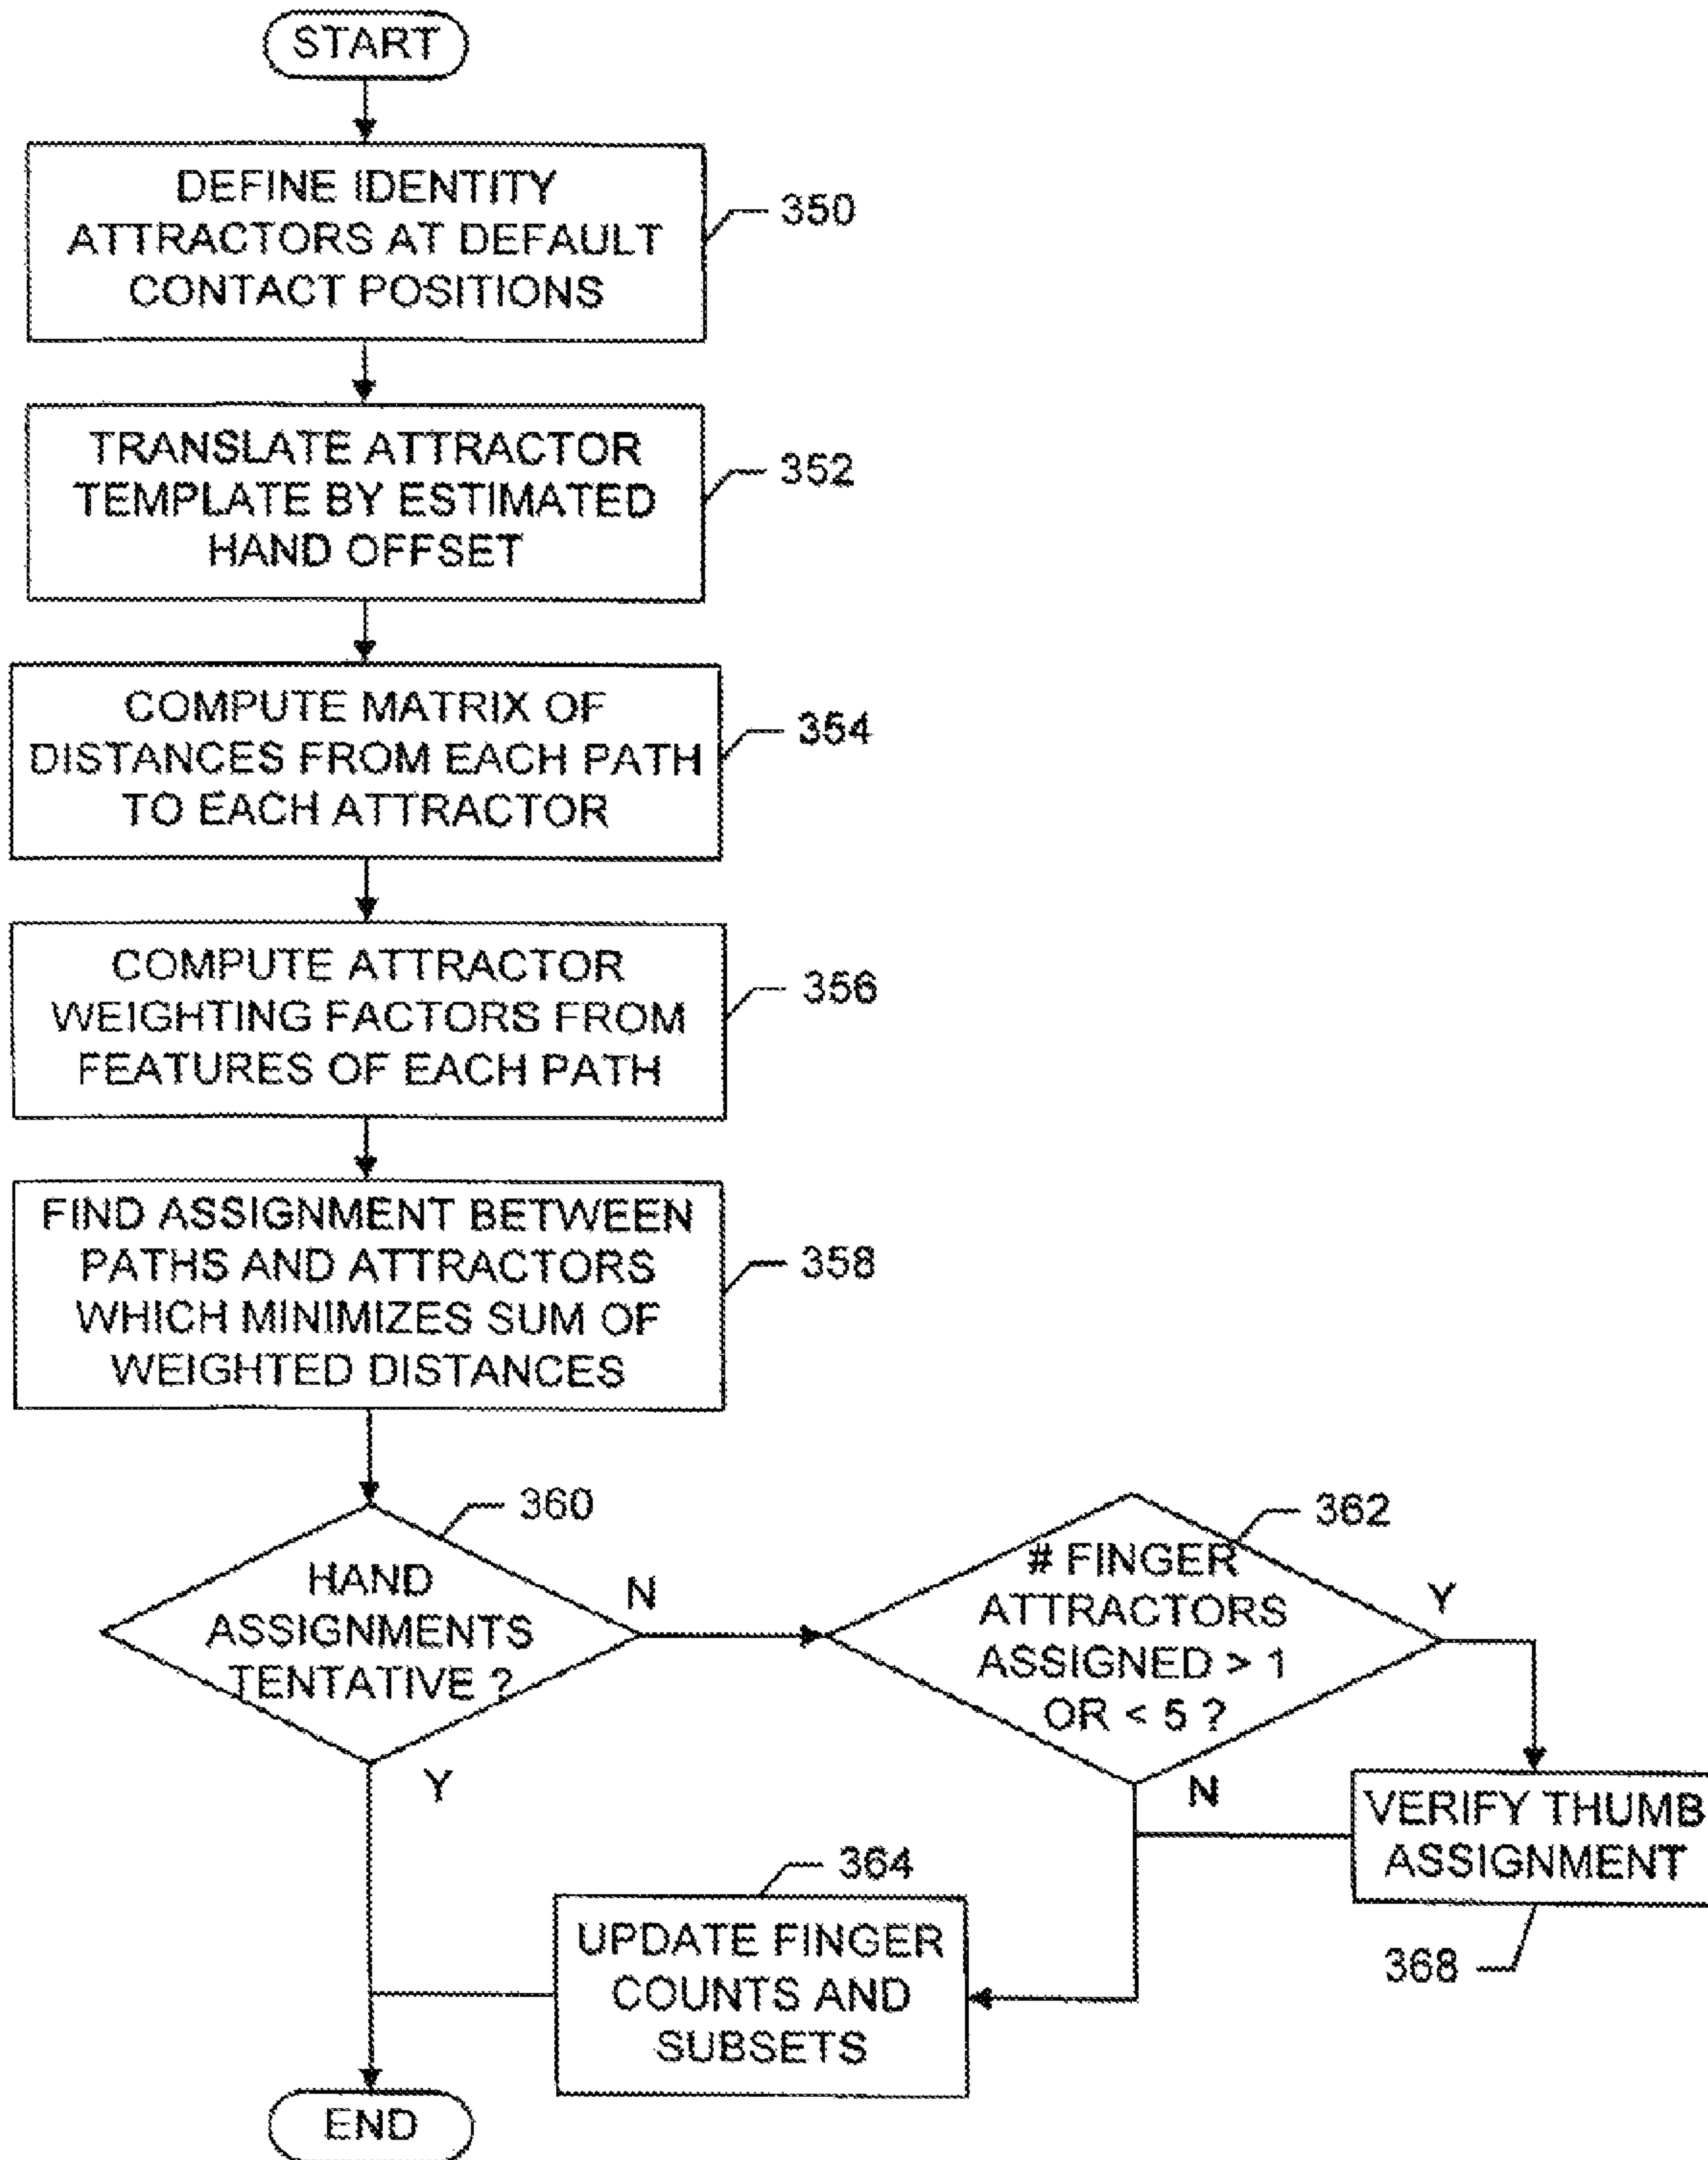 START
DEFINE IDENTITY
ATTRACTORS AT DEFAULT
CONTACT POSITIONS
350
TRANSLATE ATTRACTOR
TEMPLATE BY ESTIMATED
HAND OFFSET
352
COMPUTE MATRIX OF
DISTANCES FROM EACH PATH
TO EACH ATTRACTOR
354
COMPUTE ATTRACTOR
WEIGHTING FACTORS FROM
FEATURES OF EACH PATH
356
FIND ASSIGNMENT BETWEEN
PATHS AND ATTRACTORS
WHICH MINIMIZES SUM OF
WEIGHTED DISTANCES
358
360
HAND
ASSIGNMENTS
TENTATIVE ?
N
Y
362
# FINGER
ATTRACTORS
ASSIGNED > 1
OR < 5 ?
Y
N
VERIFY THUMB
ASSIGNMENT
368
364
UPDATE FINGER
COUNTS AND
SUBSETS
END